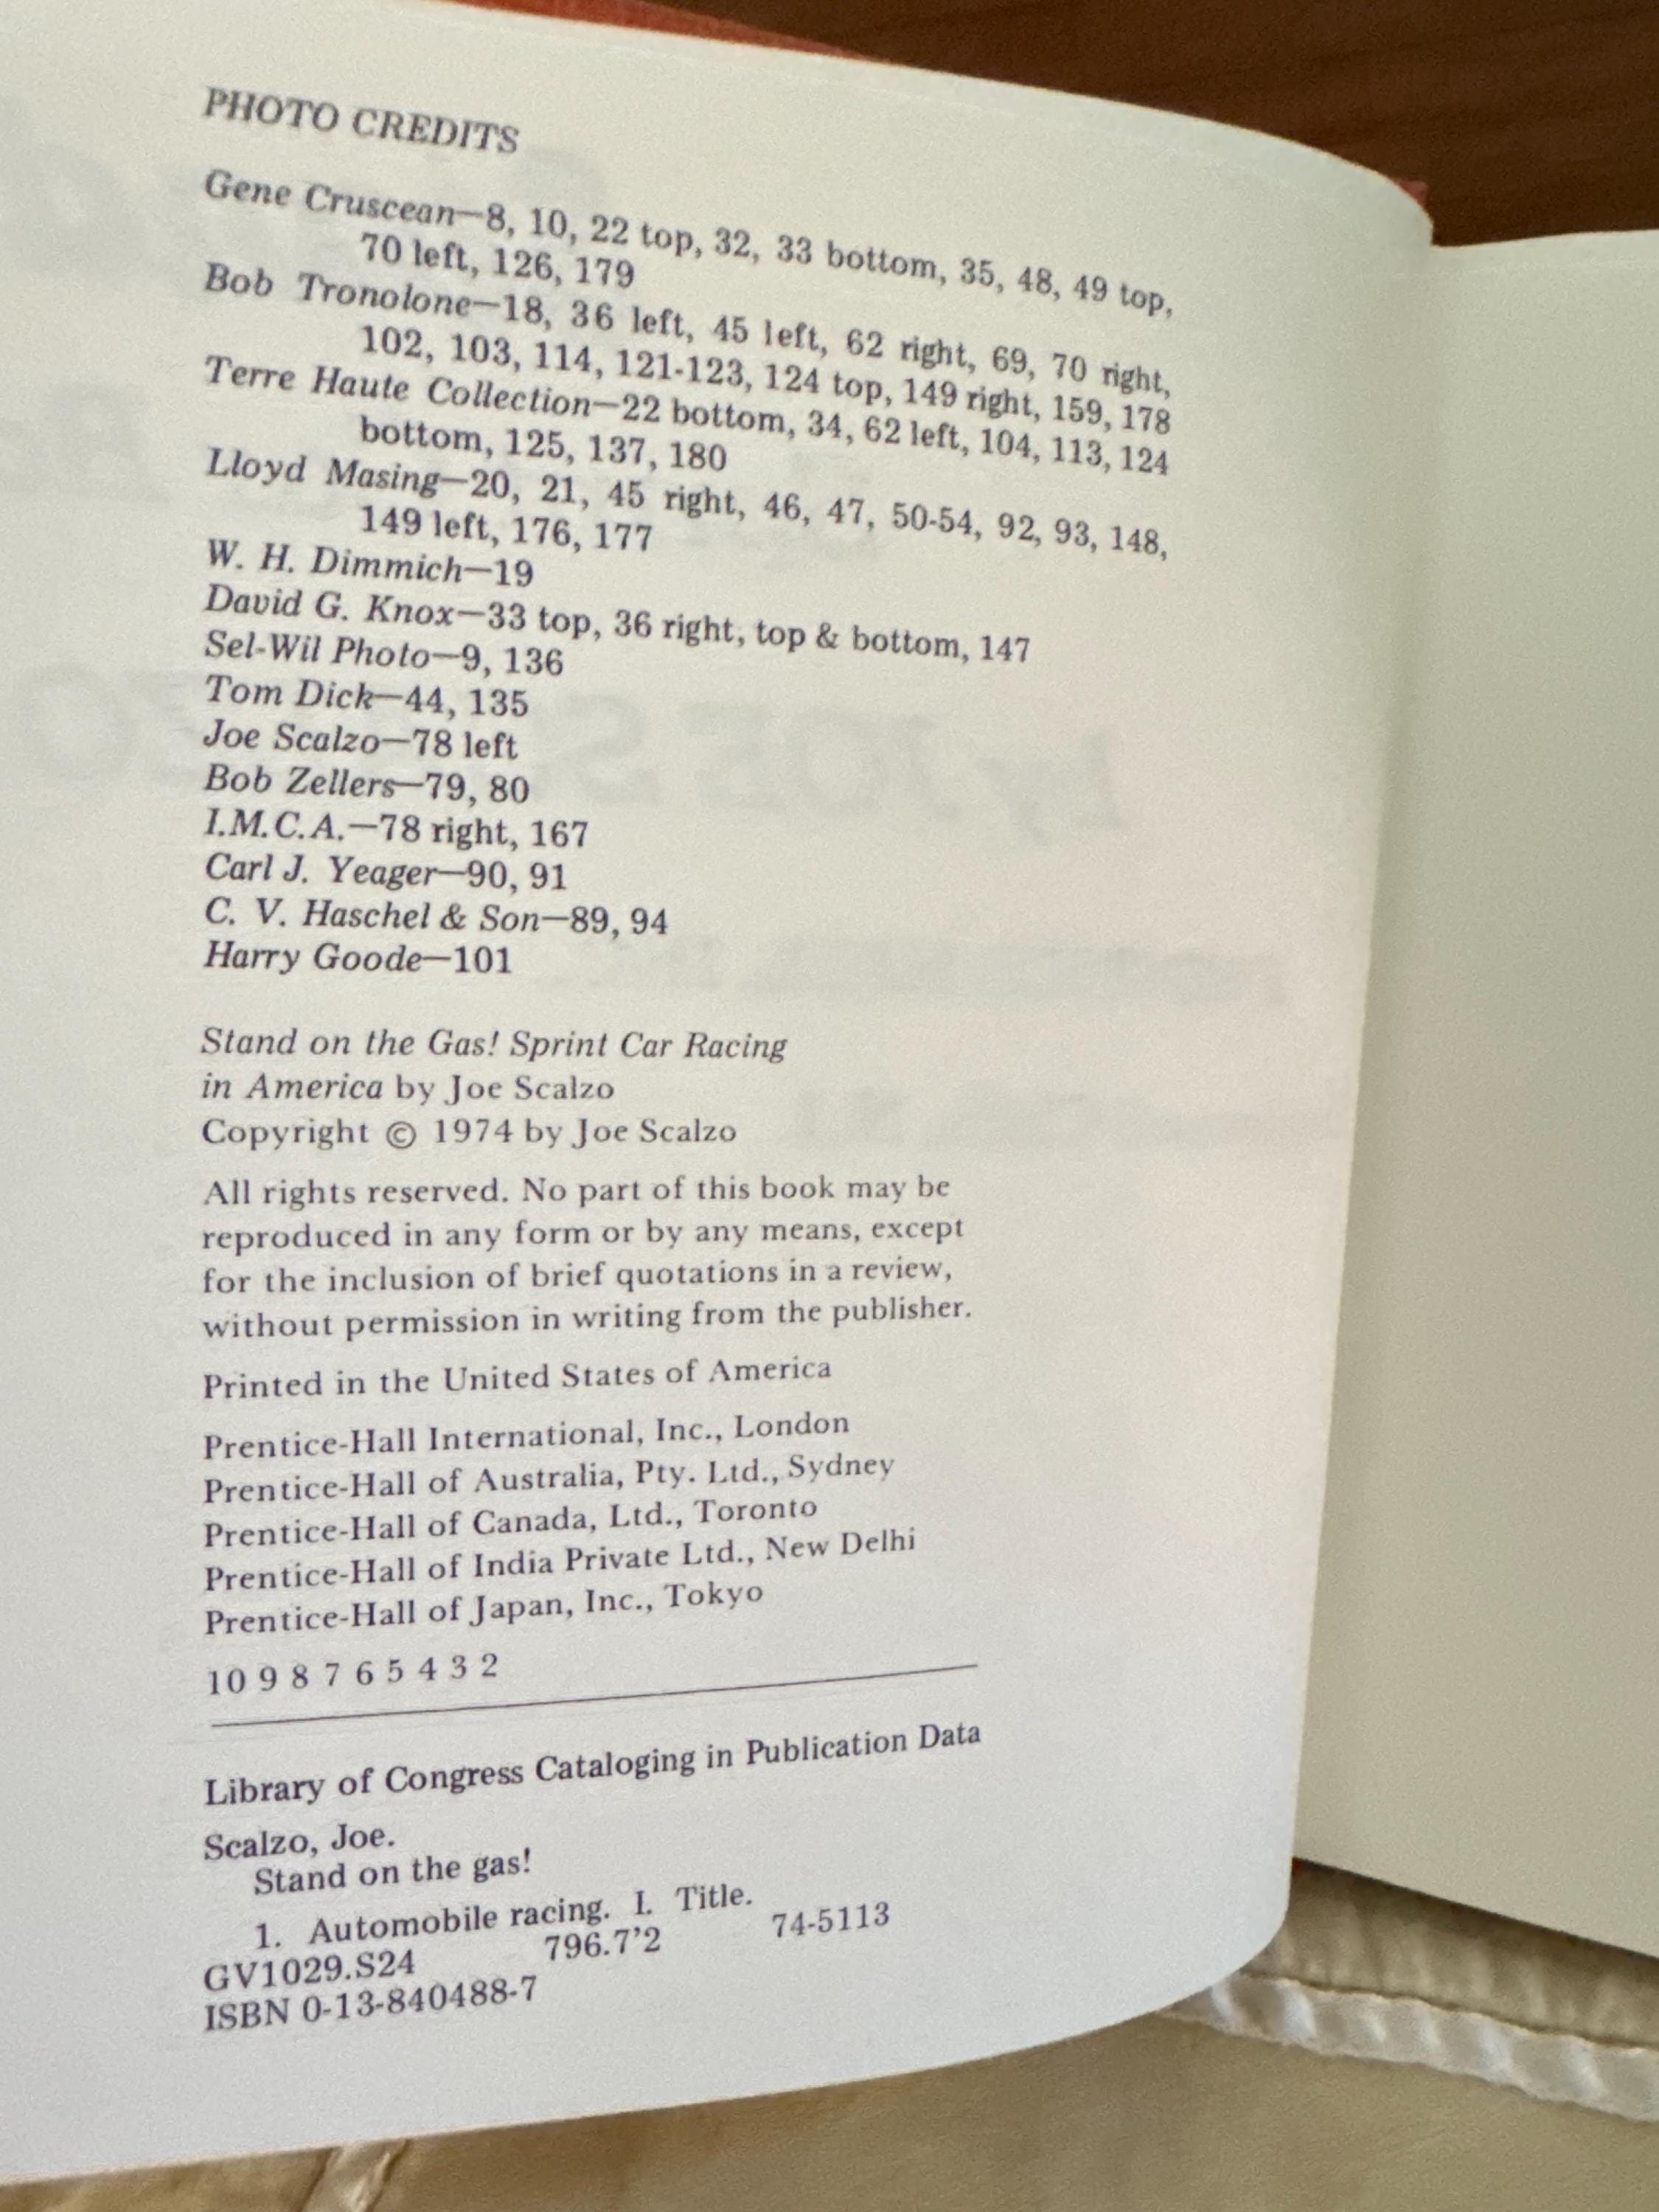 PHOTO CREDITS
Gene Cruscean—8, 10, 22 top, 32, 33 bottom, 35, 48, 49 top,
70 left, 126, 179
Bob Tronolone—18, 36 left, 45 left, 62 right, 69, 70 right,
102, 103, 114, 121-123, 124 top, 149 right, 159, 178
Terre Haute Collection—22 bottom, 34, 62 left, 104, 113, 124
bottom, 125, 137, 180
Lloyd Masing—20, 21, 45 right, 46, 47, 50-54, 92, 93, 148,
149 left, 176, 177
W. H. Dimmich—19
David G. Knox—33 top, 36 right, top & bottom, 147
Sel-Wil Photo—9, 136
Tom Dick—44, 135
Joe Scalzo—78 left
Bob Zellers—79, 80
I.M.C.A.—78 right, 167
Carl J. Yeager—90, 91
C. V. Haschel & Son—89, 94
Harry Goode—101
Stand on the Gas! Sprint Car Racing
in America by Joe Scalzo
Copyright © 1974 by Joe Scalzo
All rights reserved. No part of this book may be
reproduced in any form or by any means, except
for the inclusion of brief quotations in a review,
without permission in writing from the publisher.
Printed in the United States of America
Prentice-Hall International, Inc., London
Prentice-Hall of Australia, Pty. Ltd., Sydney
Prentice-Hall of Canada, Ltd., Toronto
Prentice-Hall of India Private Ltd., New Delhi
Prentice-Hall of Japan, Inc., Tokyo
10 9 8 7 6 5 4 3 2
Library of Congress Cataloging in Publication Data
Scalzo, Joe.
Stand on the gas!
1. Automobile racing. I. Title.
GV1029.S24 796.7'2 74-5113
ISBN 0-13-840488-7